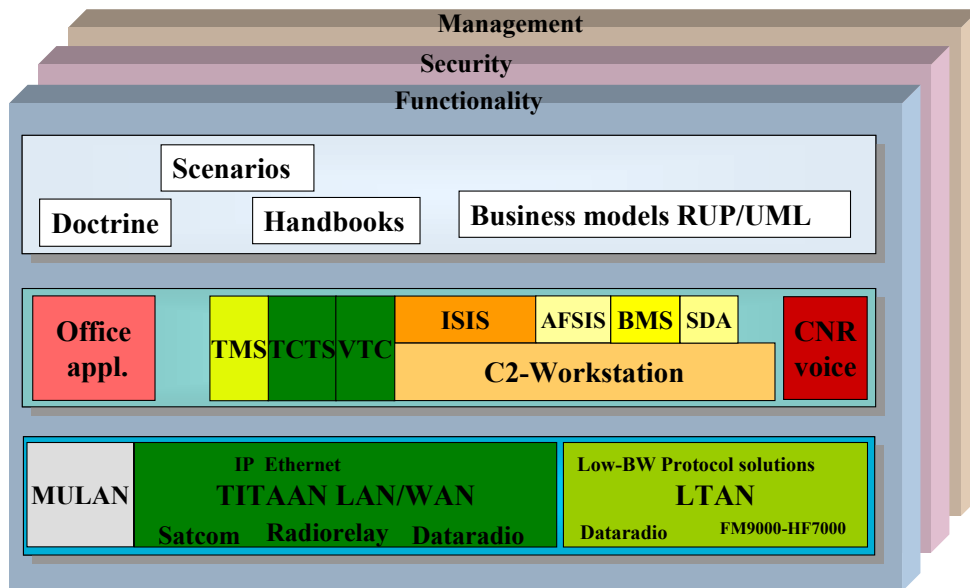 Management
Security
Functionality
Scenarios
Doctrine
Handbooks
Business models RUP/UML
Office
appl.
TMS
TCTS
VTC
ISIS
AFSIS
BMS
SDA
C2-Workstation
CNR
voice
MULAN
IP Ethernet
TITAAN LAN/WAN
Satcom Radiorelay Dataradio
Low-BW Protocol solutions
LTAN
Dataradio FM9000-HF7000